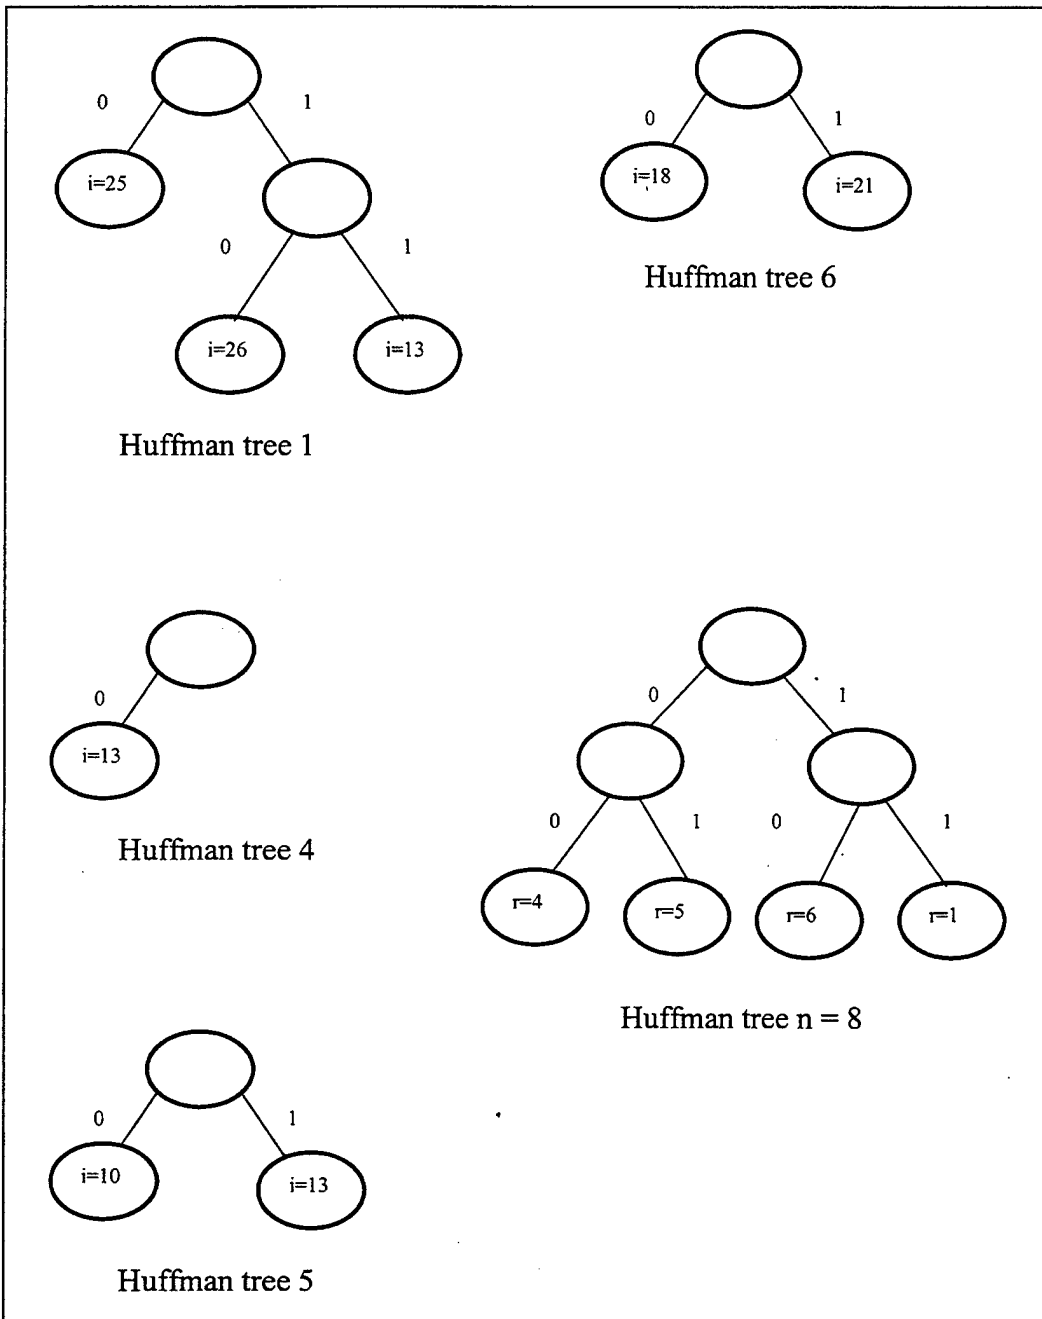 0 1
i=25
0 1
i=26 i=13
Huffman tree 1
0 1
i=18 i=21
Huffman tree 6
0
i=13
Huffman tree 4
0 1
0 1 0 1
r=4 r=5 r=6 r=1
Huffman tree n = 8
0 1
i=10 i=13
Huffman tree 5